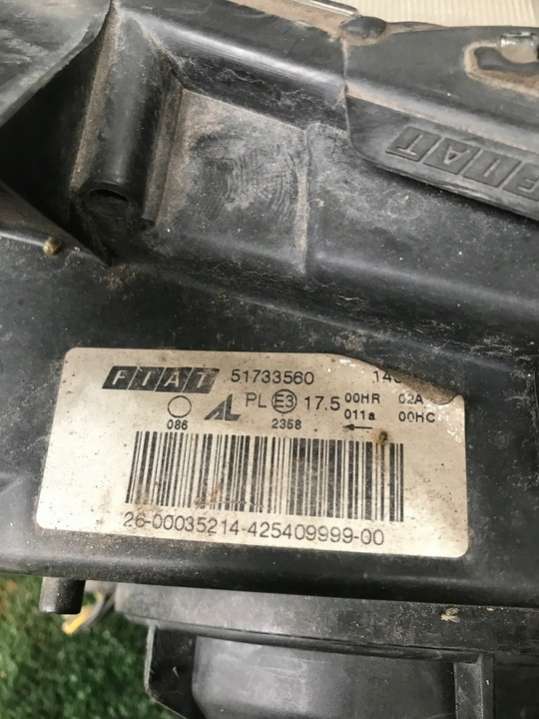 FIAT
FIAT 51733560
AL PL E3 17.5 00HR 02A
086 2358 011a 00HC
26-00035214-425409999-00